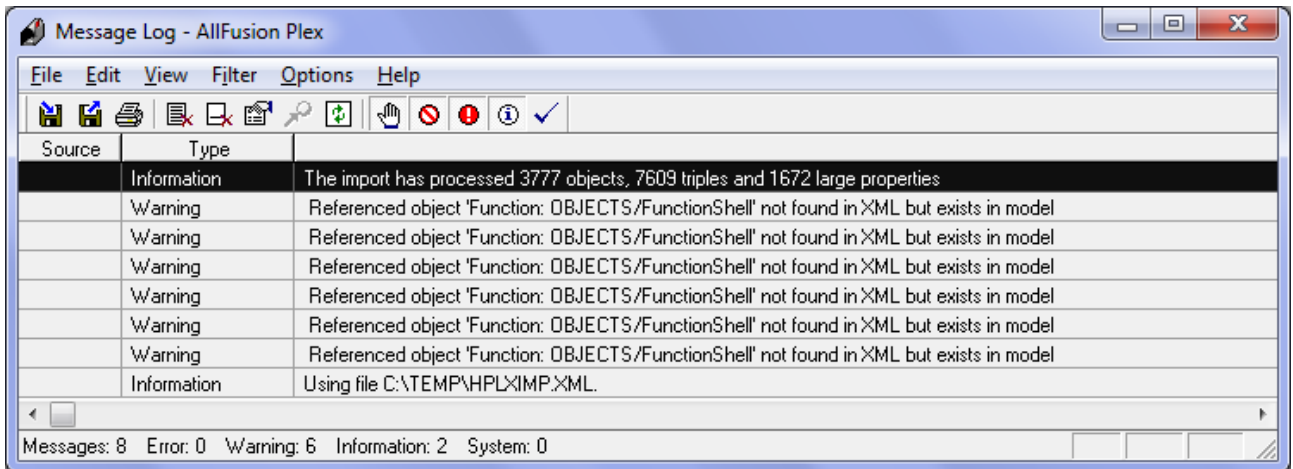 Message Log - AllFusion Plex
File Edit View Filter Options Help
Source Type
Information The import has processed 3777 objects, 7609 triples and 1672 large properties
Warning Referenced object 'Function: OBJECTS/FunctionShell' not found in XML but exists in model
Warning Referenced object 'Function: OBJECTS/FunctionShell' not found in XML but exists in model
Warning Referenced object 'Function: OBJECTS/FunctionShell' not found in XML but exists in model
Warning Referenced object 'Function: OBJECTS/FunctionShell' not found in XML but exists in model
Warning Referenced object 'Function: OBJECTS/FunctionShell' not found in XML but exists in model
Warning Referenced object 'Function: OBJECTS/FunctionShell' not found in XML but exists in model
Information Using file C:\TEMP\HPLXIMP.XML.
Messages: 8 Error: 0 Warning: 6 Information: 2 System: 0